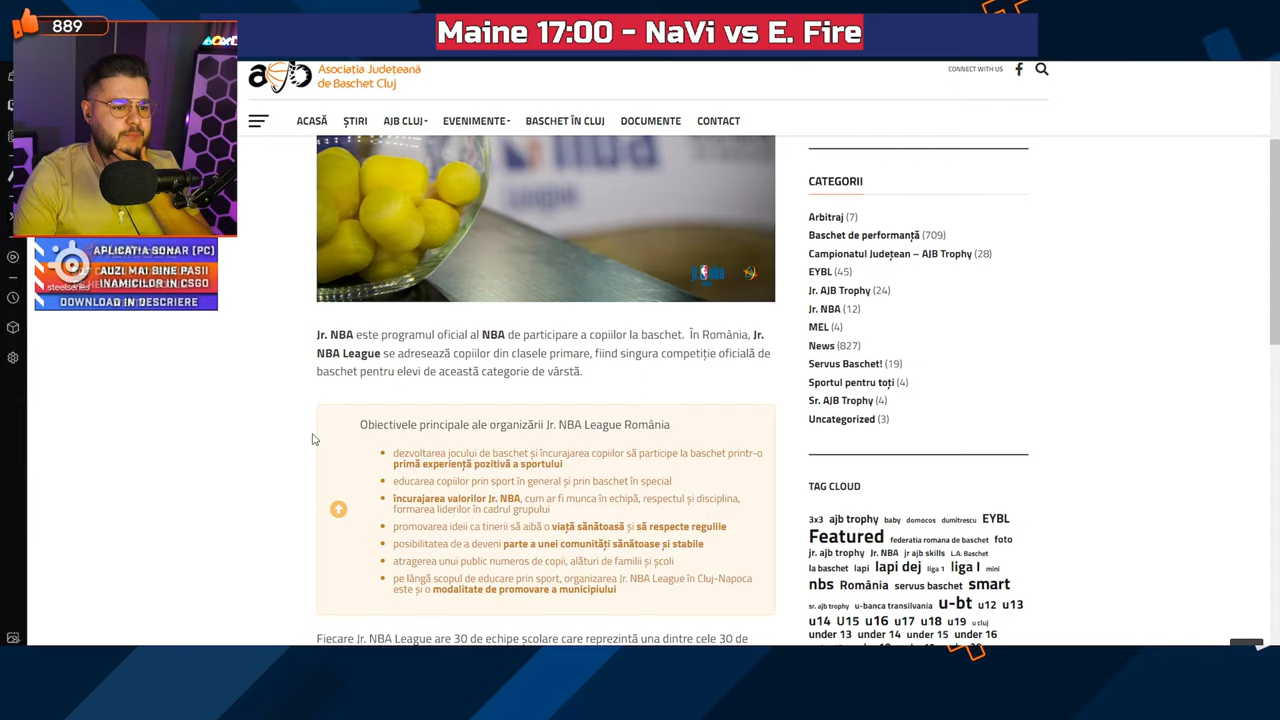 889
Maine 17:00 - NaVi vs E. Fire
APLICATIA SONAR [PC]
AUZI MAI BINE PASII
INAMICILOR IN CSGO
steelseries
DOWNLOAD IN DESCRIERE
ajb Asociația Județeană
de Baschet Cluj
CONNECT WITH US
ACASĂ ȘTIRI AJB CLUJ EVENIMENTE BASCHET ÎN CLUJ DOCUMENTE CONTACT
nba
League
jr. nba
Jr. NBA este programul oficial al NBA de participare a copiilor la baschet. În România, Jr.
NBA League se adresează copiilor din clasele primare, fiind singura competiție oficială de
baschet pentru elevi de această categorie de vârstă.
Obiectivele principale ale organizării Jr. NBA League România
dezvoltarea jocului de baschet și încurajarea copiilor să participe la baschet printr-o
primă experiență pozitivă a sportului
educarea copiilor prin sport în general și prin baschet în special
încurajarea valorilor Jr. NBA, cum ar fi munca în echipă, respectul și disciplina,
formarea liderilor în cadrul grupului
promovarea ideii ca tinerii să aibă o viață sănătoasă și să respecte regulile
posibilitatea de a deveni parte a unei comunități sănătoase și stabile
atragerea unui public numeros de copii, alături de familii și școli
pe lângă scopul de educare prin sport, organizarea Jr. NBA League în Cluj-Napoca
este și o modalitate de promovare a municipiului
Fiecare Jr. NBA League are 30 de echipe școlare care reprezintă una dintre cele 30 de
CATEGORII
Arbitraj (7)
Baschet de performanță (709)
Campionatul Județean – AJB Trophy (28)
EYBL (45)
Jr. AJB Trophy (24)
Jr. NBA (12)
MEL (4)
News (827)
Servus Baschet! (19)
Sportul pentru toți (4)
Sr. AJB Trophy (4)
Uncategorized (3)
TAG CLOUD
3x3 ajb trophy baby domocos dumitrescu EYBL
Featured federatia romana de baschet foto
jr. ajb trophy Jr. NBA jr ajb skills L.A. Baschet
la baschet lapi lapi dej liga 1 liga I mini
nbs România servus baschet smart
sr. ajb trophy u-banca transilvania u-bt u12 u13
u14 U15 u16 u17 u18 u19 u cluj
under 13 under 14 under 15 under 16